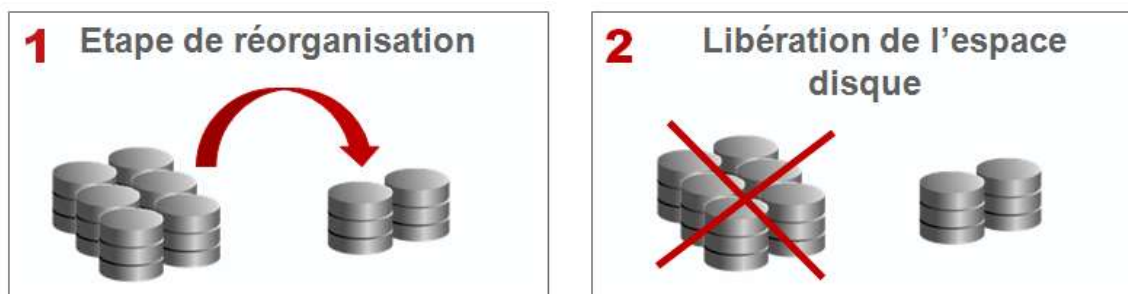 1 Etape de réorganisation
2 Libération de l’espace
disque